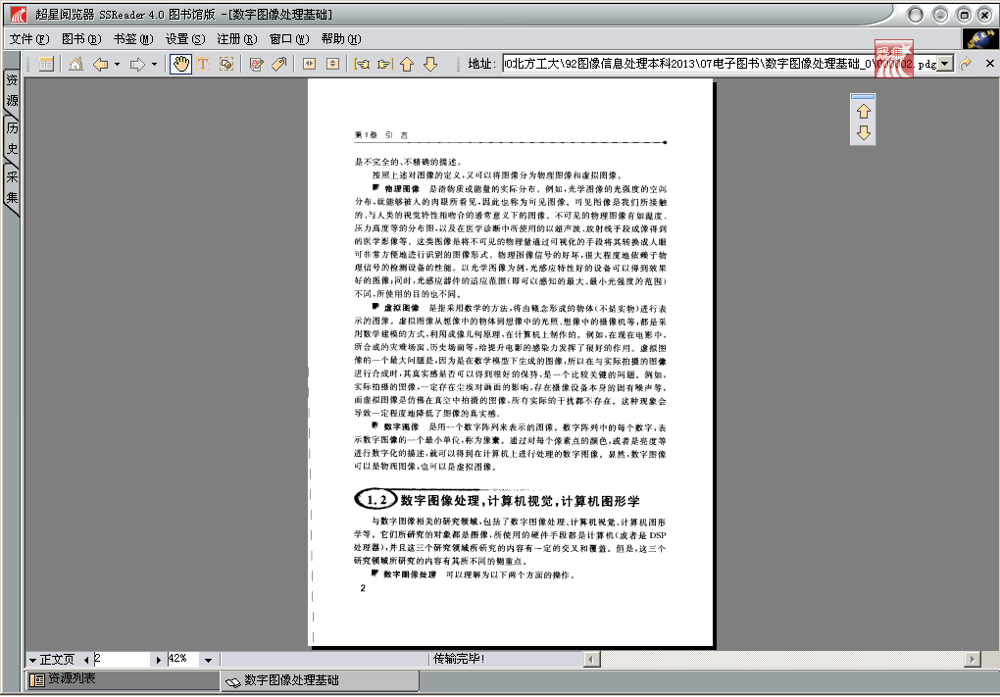 超星阅览器 SSReader 4.0 图书馆版 -[数字图像处理基础]
文件(F) 图书(B) 书签(M) 设置(S) 注册(R) 窗口(W) 帮助(H)
地址: 北方工大\92图像信息处理本科2013\07电子图书\数字图像处理基础_0\000002.pdg
采集
资源
历史
采集
第1章 引 言
是不完全的、不精确的描述。
按照上述对图像的定义,又可以将图像分为物理图像和虚拟图像。
物理图像 是指物质或能量的实际分布。例如,光学图像的光强度的空间
分布,就能够被人的肉眼所看见,因此也称为可见图像。可见图像是我们所接触
的、与人类的视觉特性相吻合的通常意义下的图像。不可见的物理图像有如温度、
压力高度等的分布图,以及在医学诊断中所使用的以超声波、放射线手段成像得到
的医学影像等。这类图像是将不可见的物理量通过可视化的手段将其转换成人眼
可非常方便地进行识别的图像形式。物理图像信号的好坏,很大程度地依赖于物
理信号的检测设备的性能。以光学图像为例,光感应特性好的设备可以得到效果
好的图像;同时,光感应器件的适应范围(即可以感知的最大、最小光强度的范围)
不同,所使用的目的也不同。
虚拟图像 是指采用数学的方法,将由概念形成的物体(不是实物)进行表
示的图像。虚拟图像从想像中的物体到想像中的光照、想像中的摄像机等,都是采
用数学建模的方式,利用成像几何原理,在计算机上制作的。例如,在现在电影中,
所合成的灾难场面、历史场面等,给提升电影的感染力发挥了很好的作用。虚拟图
像的一个最大问题是,因为是在数学模型下生成的图像,所以在与实际拍摄的图像
进行合成时,其真实感是否可以得到很好的保持,是一个比较关键的问题。例如,
实际拍摄的图像,一定存在尘埃对画面的影响,存在摄像设备本身的固有噪声等,
而虚拟图像是仿佛在真空中拍摄的图像,所有实际的干扰都不存在。这种现象会
导致一定程度地降低了图像的真实感。
数字图像 是用一个数字阵列来表示的图像。数字阵列中的每个数字,表
示数字图像的一个最小单位,称为像素。通过对每个像素点的颜色,或者是亮度等
进行数字化的描述,就可以得到在计算机上进行处理的数字图像。显然,数字图像
可以是物理图像,也可以是虚拟图像。
1.2 数字图像处理,计算机视觉,计算机图形学
与数字图像相关的研究领域,包括了数字图像处理、计算机视觉、计算机图形
学等。它们所研究的对象都是图像,所使用的硬件手段都是计算机(或者是 DSP
处理器),并且这三个研究领域所研究的内容有一定的交叉和覆盖。但是,这三个
研究领域所研究的内容有其所不同的侧重点。
数字图像处理 可以理解为以下两个方面的操作。
2
正文页 2 42% 传输完毕!
资源列表 数字图像处理基础